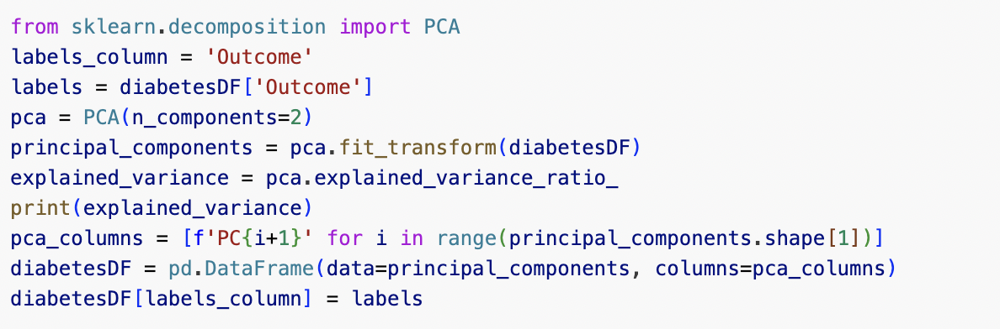 from sklearn.decomposition import PCA
labels_column = 'Outcome'
labels = diabetesDF['Outcome']
pca = PCA(n_components=2)
principal_components = pca.fit_transform(diabetesDF)
explained_variance = pca.explained_variance_ratio_
print(explained_variance)
pca_columns = [f'PC{i+1}' for i in range(principal_components.shape[1])]
diabetesDF = pd.DataFrame(data=principal_components, columns=pca_columns)
diabetesDF[labels_column] = labels